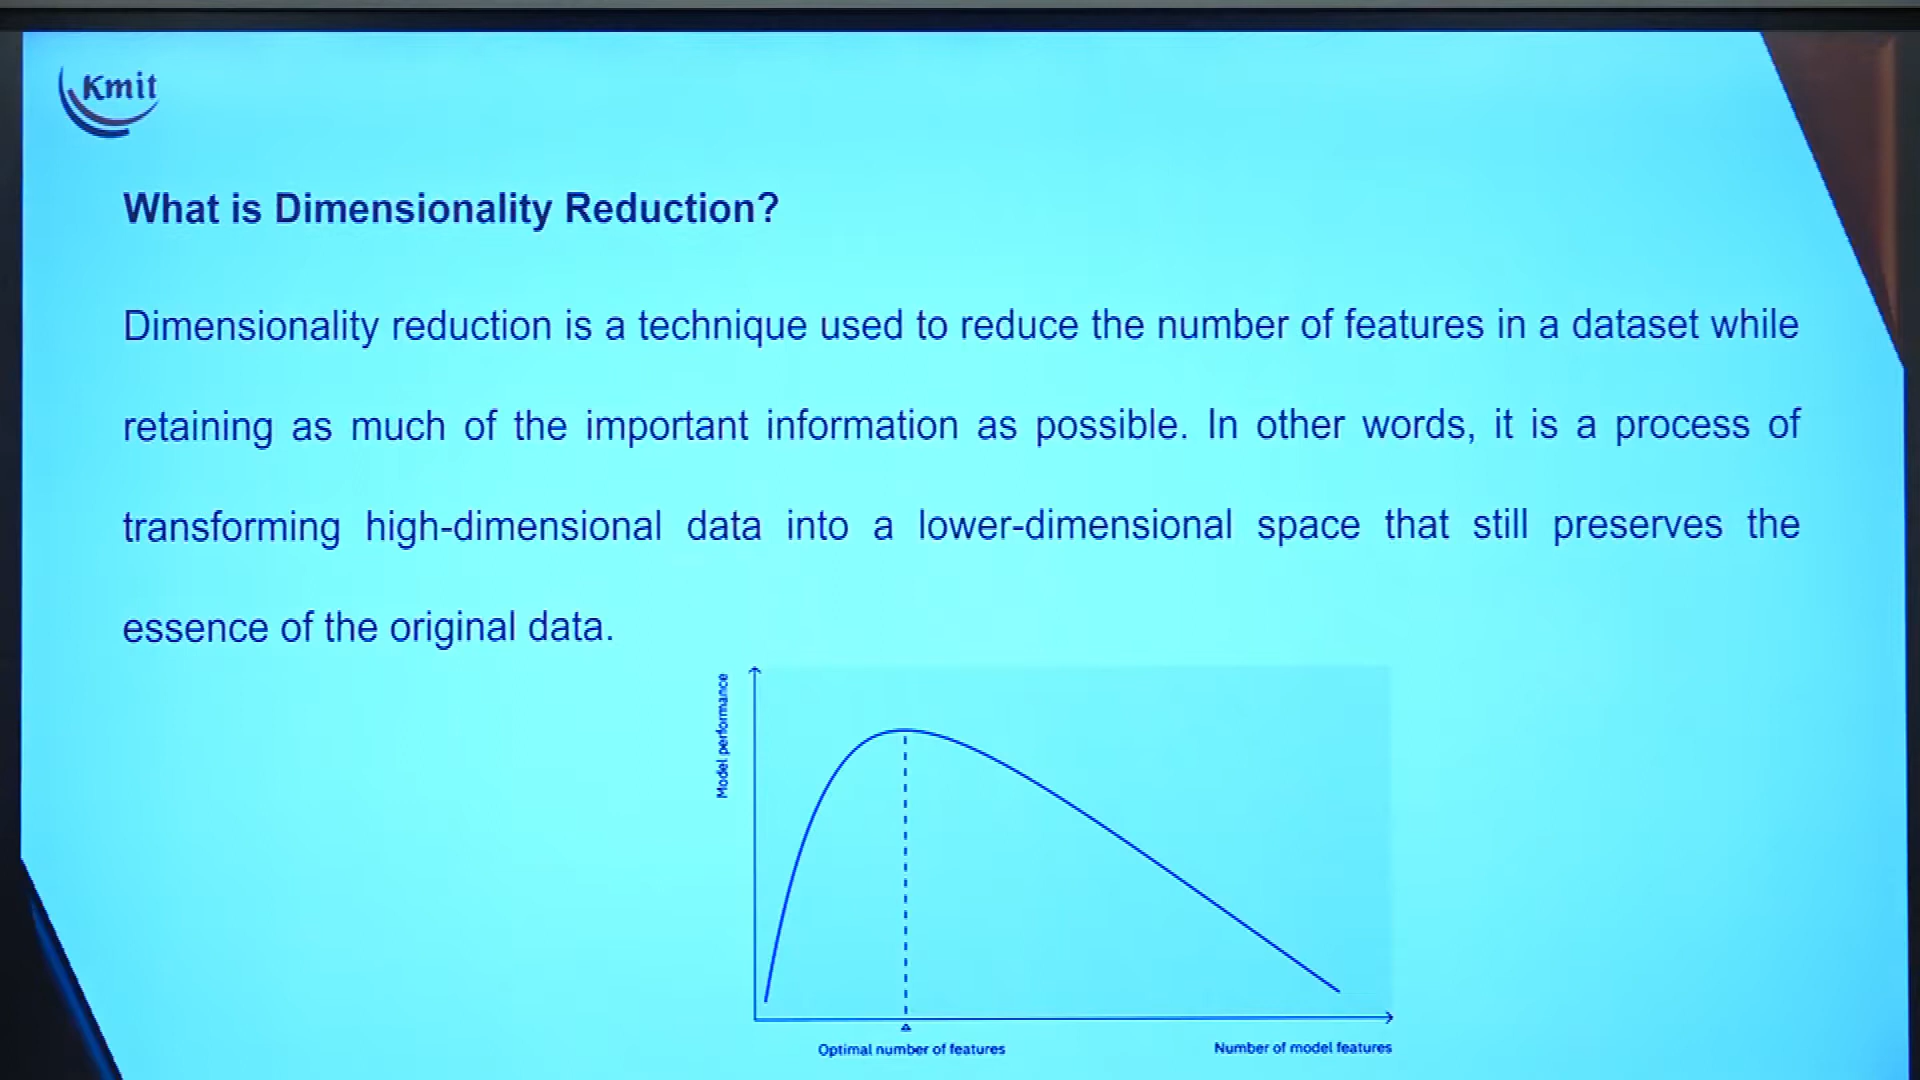 Kmit
What is Dimensionality Reduction?
Dimensionality reduction is a technique used to reduce the number of features in a dataset while
retaining as much of the important information as possible. In other words, it is a process of
transforming high-dimensional data into a lower-dimensional space that still preserves the
essence of the original data.
Model performance
Optimal number of features
Number of model features